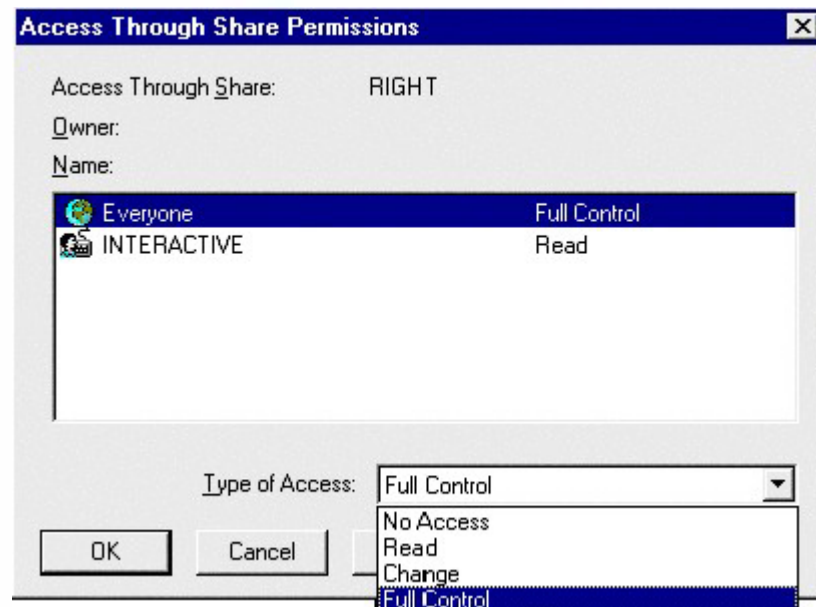 Access Through Share Permissions
Access Through Share: RIGHT
Owner:
Name:
Everyone Full Control
INTERACTIVE Read
Type of Access: Full Control
No Access
Read
Change
Full Control
OK Cancel